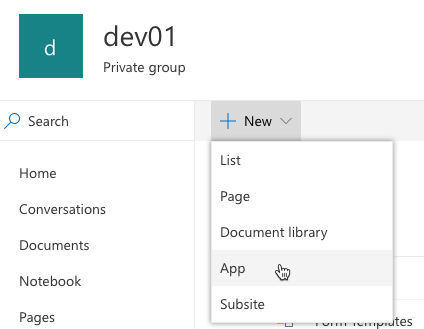 d
dev01
Private group
Search
New
Home
Conversations
Documents
Notebook
Pages
List
Page
Document library
App
Subsite
Form Templates